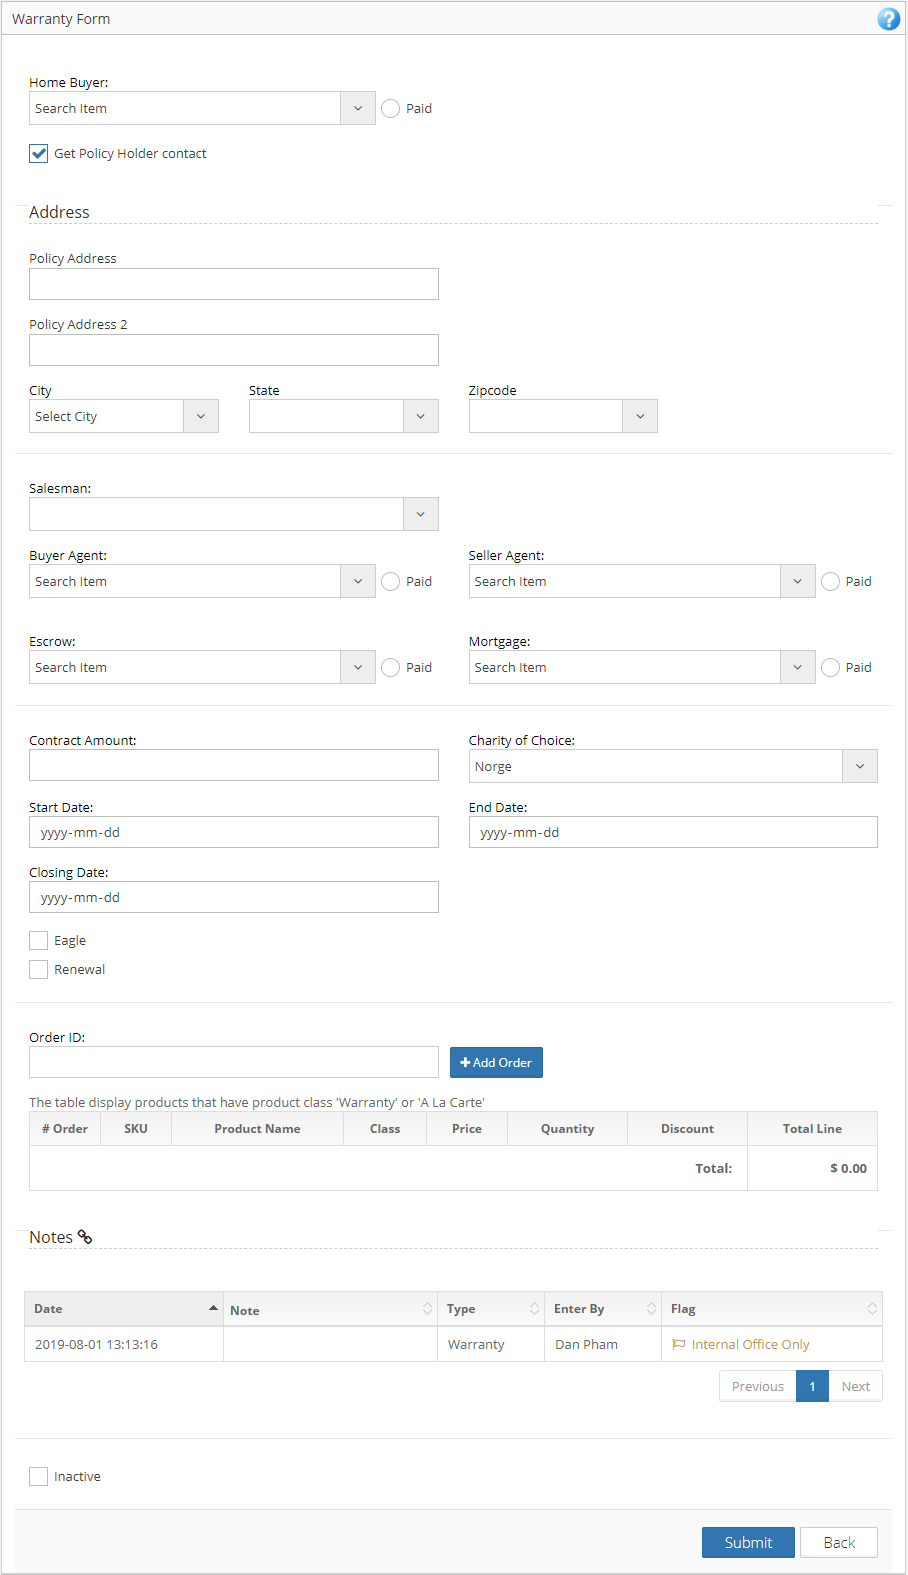 Warranty Form
?
Home Buyer:
Search Item
Paid
Get Policy Holder contact
Address
Policy Address
Policy Address 2
City State Zipcode
Select City
Salesman:
Buyer Agent: Seller Agent:
Search Item Paid Search Item Paid
Escrow: Mortgage:
Search Item Paid Search Item Paid
Contract Amount: Charity of Choice:
Norge
Start Date: End Date:
yyyy-mm-dd yyyy-mm-dd
Closing Date:
yyyy-mm-dd
Eagle
Renewal
Order ID:
+ Add Order
The table display products that have product class 'Warranty' or 'A La Carte'
# Order SKU Product Name Class Price Quantity Discount Total Line
Total: $ 0.00
Notes
Date Note Type Enter By Flag
2019-08-01 13:13:16 Warranty Dan Pham Internal Office Only
Previous 1 Next
Inactive
Submit Back